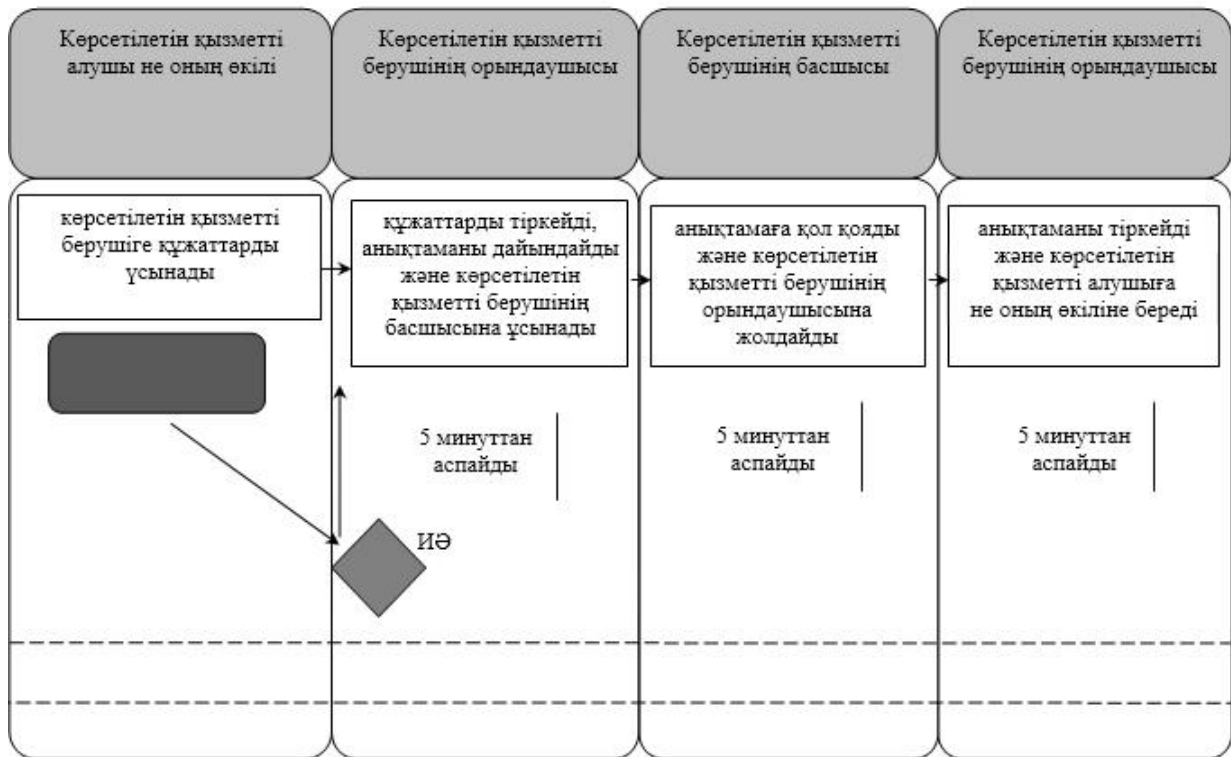 Көрсетілетін қызметті
алушы не оның өкілі
Көрсетілетін қызметті
берушінің орындаушысы
Көрсетілетін қызметті
берушінің басшысы
Көрсетілетін қызметті
берушінің орындаушысы
көрсетілетін қызметті
берушіге құжаттарды
ұсынады
құжаттарды тіркейді,
анықтаманы дайындайды
және көрсетілетін
қызметті берушінің
басшысына ұсынады
анықтамаға қол қояды
және көрсетілетін
қызметті берушінің
орындаушысына
жолдайды
анықтаманы тіркейді
және көрсетілетін
қызметті алушыға
не оның өкіліне береді
5 минуттан
аспайды
5 минуттан
аспайды
5 минуттан
аспайды
ИӘ